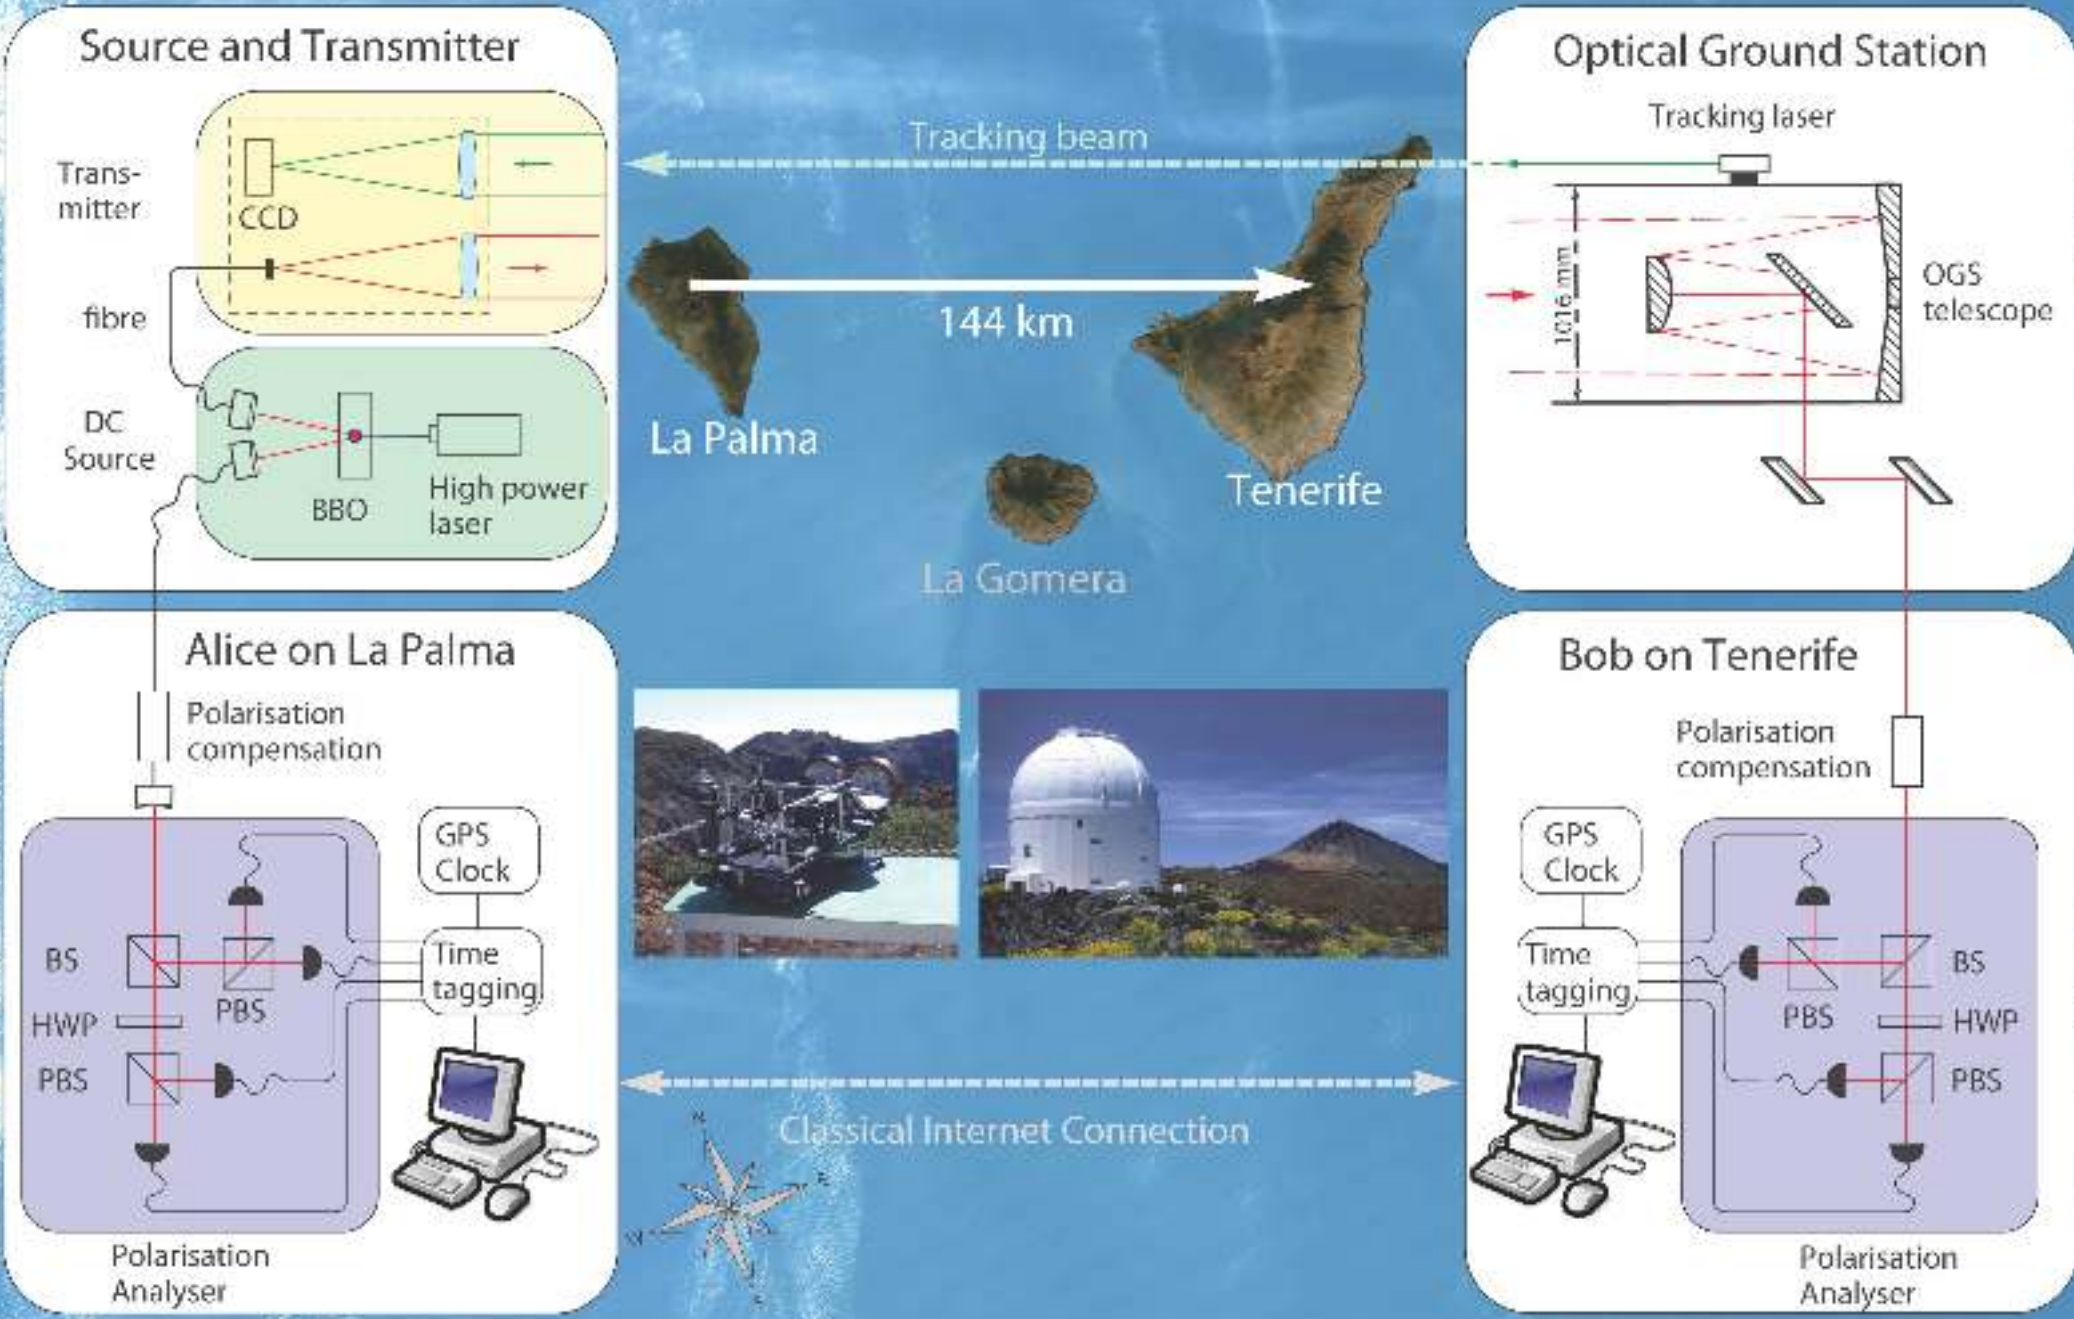 Source and Transmitter
Trans-
mitter
CCD
fibre
DC
Source
BBO
High power
laser
Tracking beam
144 km
La Palma
Tenerife
La Gomera
Optical Ground Station
Tracking laser
1016 mm
OGS
telescope
Alice on La Palma
Polarisation
compensation
GPS
Clock
Time
tagging
BS
PBS
HWP
PBS
Polarisation
Analyser
Classical Internet Connection
N
E
W
Bob on Tenerife
Polarisation
compensation
GPS
Clock
Time
tagging
BS
PBS
HWP
PBS
Polarisation
Analyser